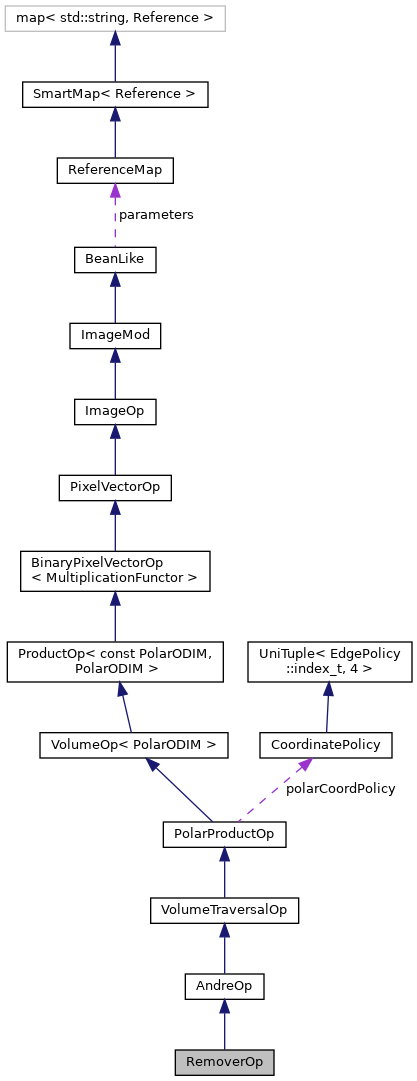 map< std::string, Reference >
SmartMap< Reference >
ReferenceMap
parameters
BeanLike
ImageMod
ImageOp
PixelVectorOp
BinaryPixelVectorOp
< MultiplicationFunctor >
ProductOp< const PolarODIM,
PolarODIM >
UniTuple< EdgePolicy
::index_t, 4 >
VolumeOp< PolarODIM >
CoordinatePolicy
polarCoordPolicy
PolarProductOp
VolumeTraversalOp
AndreOp
RemoverOp